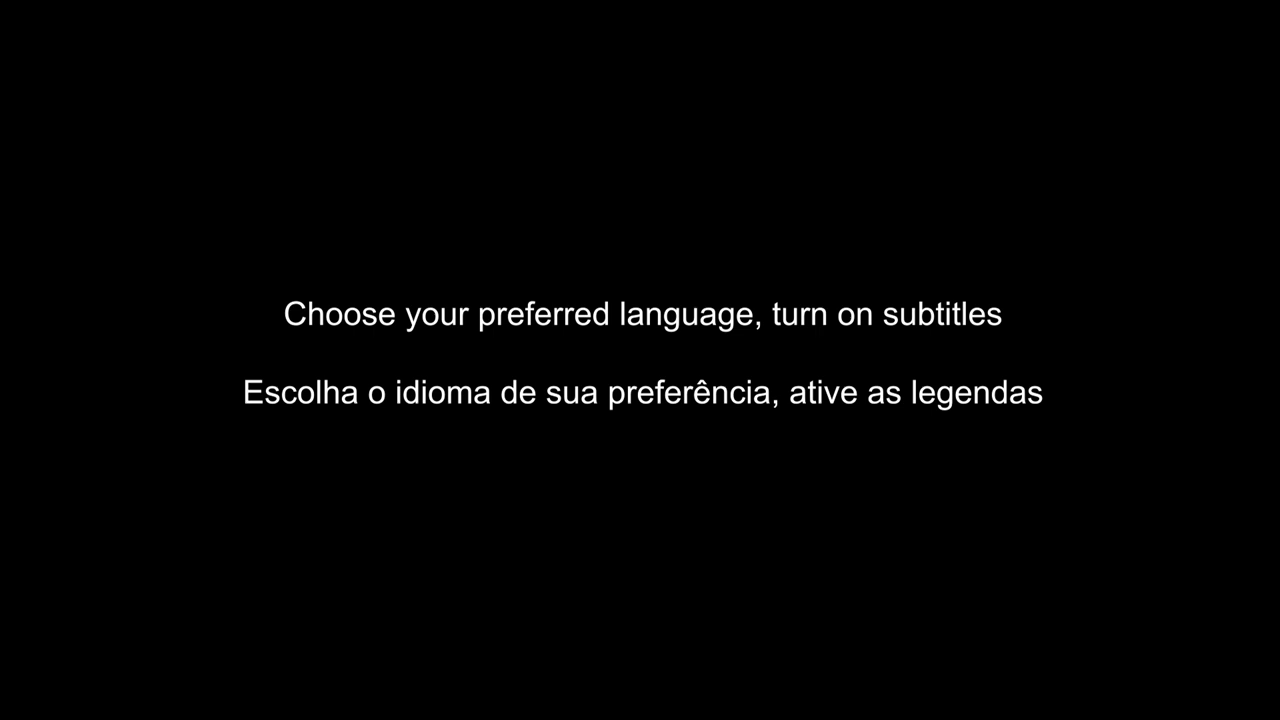 Choose your preferred language, turn on subtitles
Escolha o idioma de sua preferência, ative as legendas